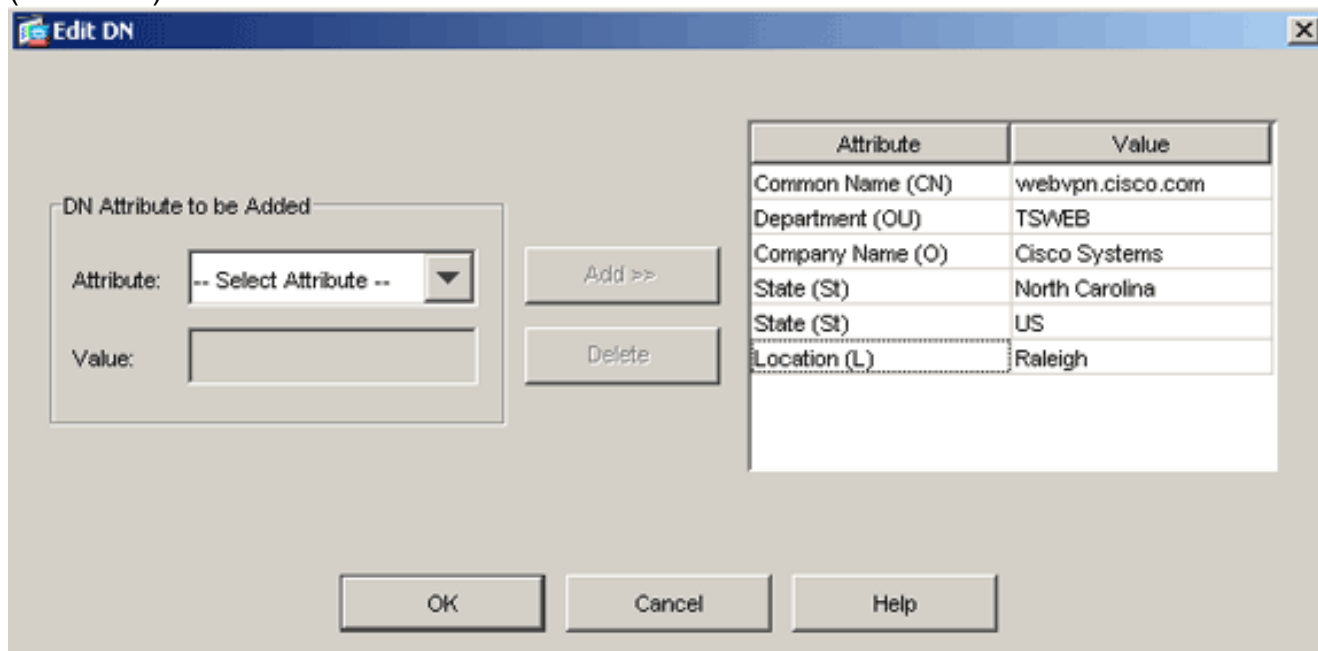 Edit DN
DN Attribute to be Added
Attribute:
-- Select Attribute --
Value:
Add >>
Delete
Attribute Value
Common Name (CN) webvpn.cisco.com
Department (OU) TSWEB
Company Name (O) Cisco Systems
State (St) North Carolina
State (St) US
Location (L) Raleigh
OK
Cancel
Help